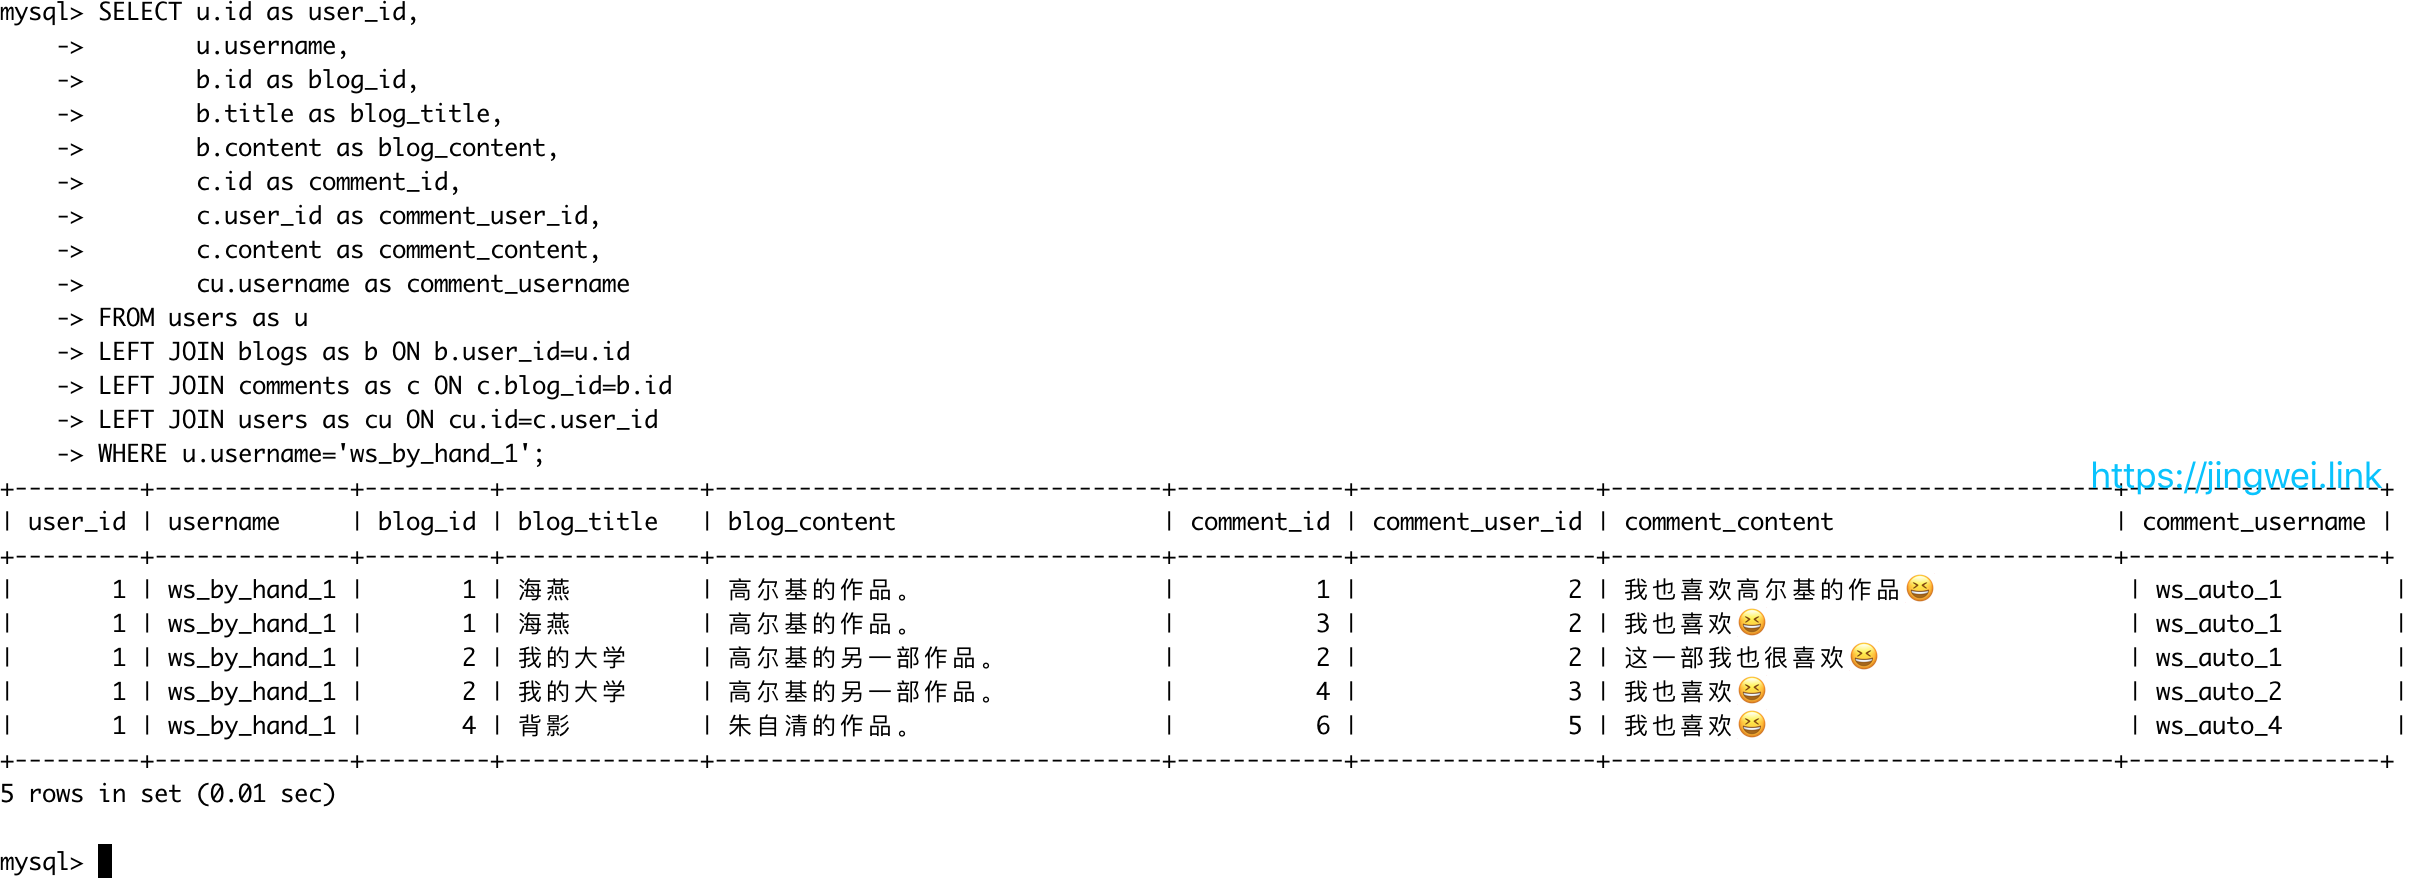 mysql> SELECT u.id as user_id,
    ->        u.username,
    ->        b.id as blog_id,
    ->        b.title as blog_title,
    ->        b.content as blog_content,
    ->        c.id as comment_id,
    ->        c.user_id as comment_user_id,
    ->        c.content as comment_content,
    ->        cu.username as comment_username
    -> FROM users as u
    -> LEFT JOIN blogs as b ON b.user_id=u.id
    -> LEFT JOIN comments as c ON c.blog_id=b.id
    -> LEFT JOIN users as cu ON cu.id=c.user_id
    -> WHERE u.username='ws_by_hand_1';
https://jingwei.link
+---------+--------------+---------+--------------+--------------------------------+------------+-----------------+------------------------------------+------------------+
| user_id | username     | blog_id | blog_title   | blog_content                   | comment_id | comment_user_id | comment_content                    | comment_username |
+---------+--------------+---------+--------------+--------------------------------+------------+-----------------+------------------------------------+------------------+
|       1 | ws_by_hand_1 |       1 | 海燕         | 高尔基的作品。                 |          1 |               2 | 我也喜欢高尔基的作品😆              | ws_auto_1        |
|       1 | ws_by_hand_1 |       1 | 海燕         | 高尔基的作品。                 |          3 |               2 | 我也喜欢😆                          | ws_auto_1        |
|       1 | ws_by_hand_1 |       2 | 我的大学     | 高尔基的另一部作品。           |          2 |               2 | 这一部我也很喜欢😆                  | ws_auto_1        |
|       1 | ws_by_hand_1 |       2 | 我的大学     | 高尔基的另一部作品。           |          4 |               3 | 我也喜欢😆                          | ws_auto_2        |
|       1 | ws_by_hand_1 |       4 | 背影         | 朱自清的作品。                 |          6 |               5 | 我也喜欢😆                          | ws_auto_4        |
+---------+--------------+---------+--------------+--------------------------------+------------+-----------------+------------------------------------+------------------+
5 rows in set (0.01 sec)
mysql>